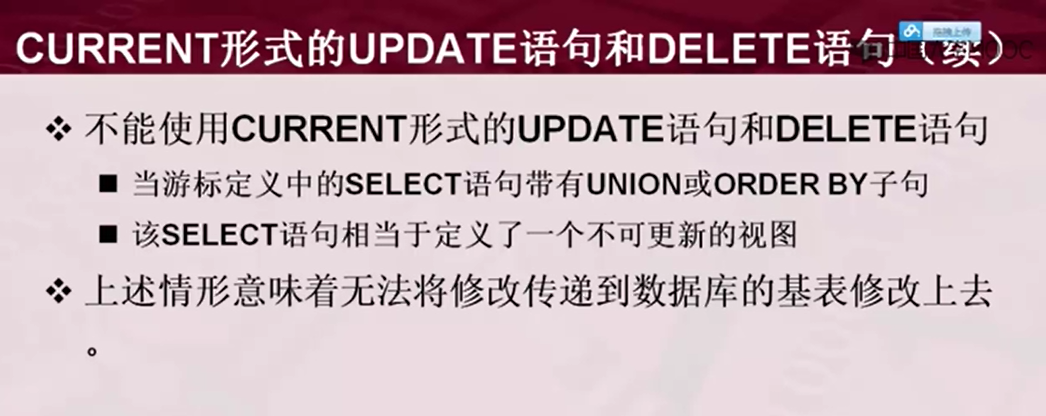 CURRENT形式的UPDATE语句和DELETE语句（续）
拖拽上传
不能使用CURRENT形式的UPDATE语句和DELETE语句
当游标定义中的SELECT语句带有UNION或ORDER BY子句
该SELECT语句相当于定义了一个不可更新的视图
上述情形意味着无法将修改传递到数据库的基表修改上去
。